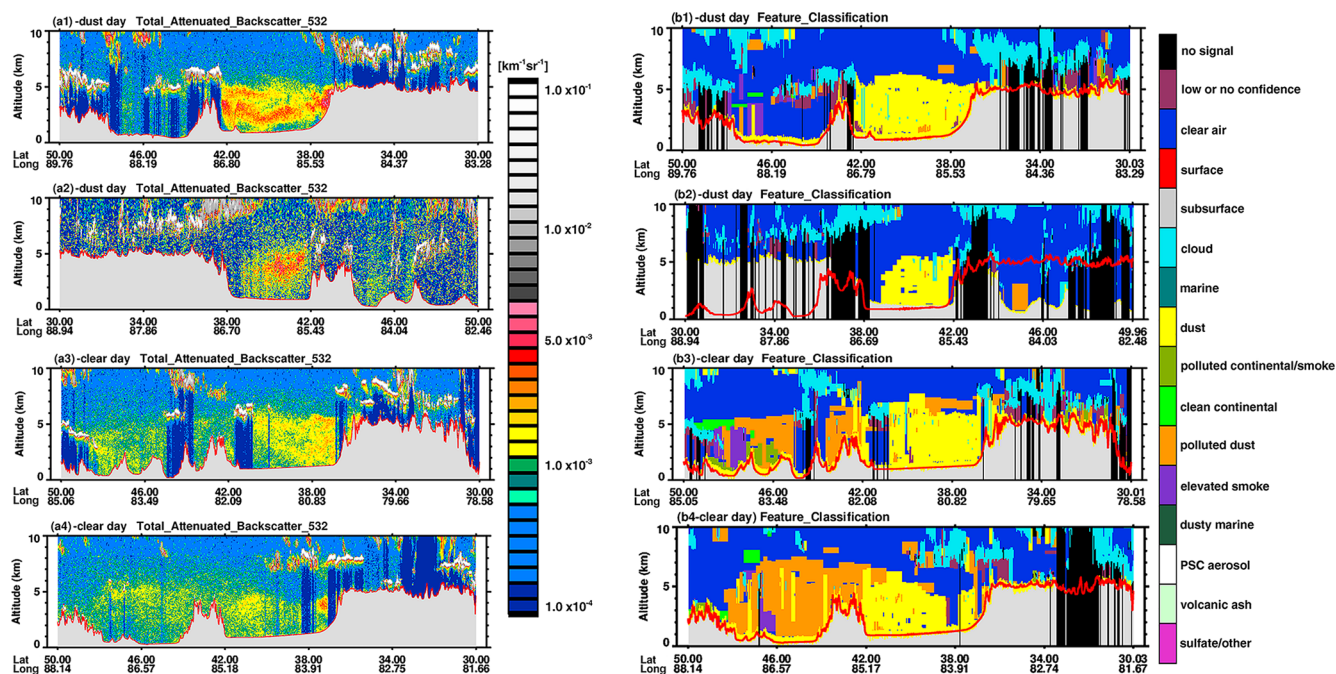 (a1)-dust day Total_Attenuated_Backscatter_532
10
5
0
Altitude (km)
Lat 50.00 46.00 42.00 38.00 34.00 30.00
Long 89.76 88.19 86.80 85.53 84.37 83.28
(a2)-dust day Total_Attenuated_Backscatter_532
10
5
0
Altitude (km)
Lat 30.00 34.00 38.00 42.00 46.00 50.00
Long 88.94 87.86 86.70 85.43 84.04 82.46
(a3)-clear day Total_Attenuated_Backscatter_532
10
5
0
Altitude (km)
Lat 50.00 46.00 42.00 38.00 34.00 30.00
Long 85.06 83.49 82.09 80.83 79.66 78.58
(a4)-clear day Total_Attenuated_Backscatter_532
10
5
0
Altitude (km)
Lat 50.00 46.00 42.00 38.00 34.00 30.00
Long 88.14 86.57 85.18 83.91 82.75 81.66
[km⁻¹sr⁻¹]
1.0 x10⁻¹
1.0 x10⁻²
5.0 x10⁻³
1.0 x10⁻³
1.0 x10⁻⁴
(b1)-dust day Feature_Classification
10
5
0
Altitude (km)
Lat 50.00 46.00 42.00 38.00 34.00 30.03
Long 89.76 88.19 86.79 85.53 84.36 83.29
(b2)-dust day Feature_Classification
10
5
0
Altitude (km)
Lat 30.00 34.00 38.00 42.00 46.00 49.96
Long 88.94 87.86 86.69 85.43 84.03 82.48
(b3)-clear day Feature_Classification
10
5
0
Altitude (km)
Lat 50.00 46.00 42.00 38.00 34.00 30.01
Long 85.05 83.48 82.08 80.82 79.65 78.58
(b4-clear day) Feature_Classification
10
5
0
Altitude (km)
Lat 50.00 46.00 42.00 38.00 34.00 30.03
Long 88.14 86.57 85.17 83.91 82.74 81.67
no signal
low or no confidence
clear air
surface
subsurface
cloud
marine
dust
polluted continental/smoke
clean continental
polluted dust
elevated smoke
dusty marine
PSC aerosol
volcanic ash
sulfate/other